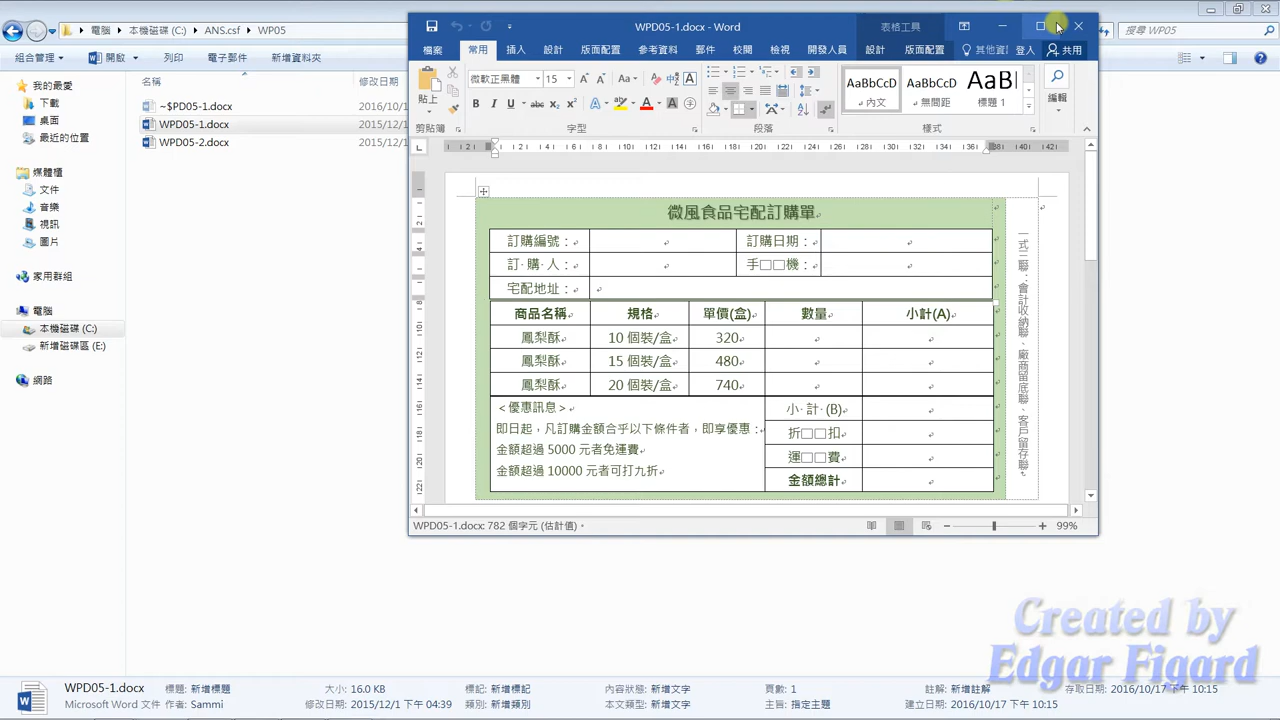 電腦 ▸ 本機磁碟 (C:) ▸ ANS.csf ▸ WP05
搜尋 WP05
WPD05-1.docx - Word
表格工具
組合管理 開啟 列印 電子郵件 新增資料夾
檔案 常用 插入 設計 版面配置 參考資料 郵件 校閱 檢視 開發人員 設計 版面配置 登入 共用
我的最愛
下載
桌面
最近的位置
媒體櫃
文件
音樂
視訊
圖片
家用群組
電腦
本機磁碟 (C:)
新增磁碟區 (E:)
網路
名稱 修改日期
~$PD05-1.docx 2016/10/1
WPD05-1.docx 2015/12/1
WPD05-2.docx 2015/12/1
貼上
剪貼簿
微軟正黑體 15
字型
段落
AaBbCcD AaBbCcD AaBl
內文 無間距 標題 1
樣式
編輯
微風食品宅配訂購單
訂購編號： 訂購日期：
訂·購·人： 手□□機：
宅配地址：
商品名稱 規格 單價(盒) 數量 小計(A)
鳳梨酥 10 個裝/盒 320
鳳梨酥 15 個裝/盒 480
鳳梨酥 20 個裝/盒 740
＜優惠訊息＞
即日起，凡訂購金額合乎以下條件者，即享優惠：
金額超過 5000 元者免運費
金額超過 10000 元者可打九折
小·計·(B)
折□□扣
運□□費
金額總計
一式三聯：會計收納聯、廠商留底聯、客戶留存聯
WPD05-1.docx: 782 個字元 (估計值)
99%
Created by
Edgar Figard
WPD05-1.docx 標題: 新增標題 大小: 16.0 KB 標記: 新增標記 內容狀態: 新增文字 頁數: 1 註解: 新增註解 存取日期: 2016/10/17 下午 10:15
Microsoft Word 文件 作者: Sammi 修改日期: 2015/12/1 下午 04:39 類別: 新增類別 本文類型: 新增文字 主旨: 指定主題 建立日期: 2016/10/17 下午 10:15